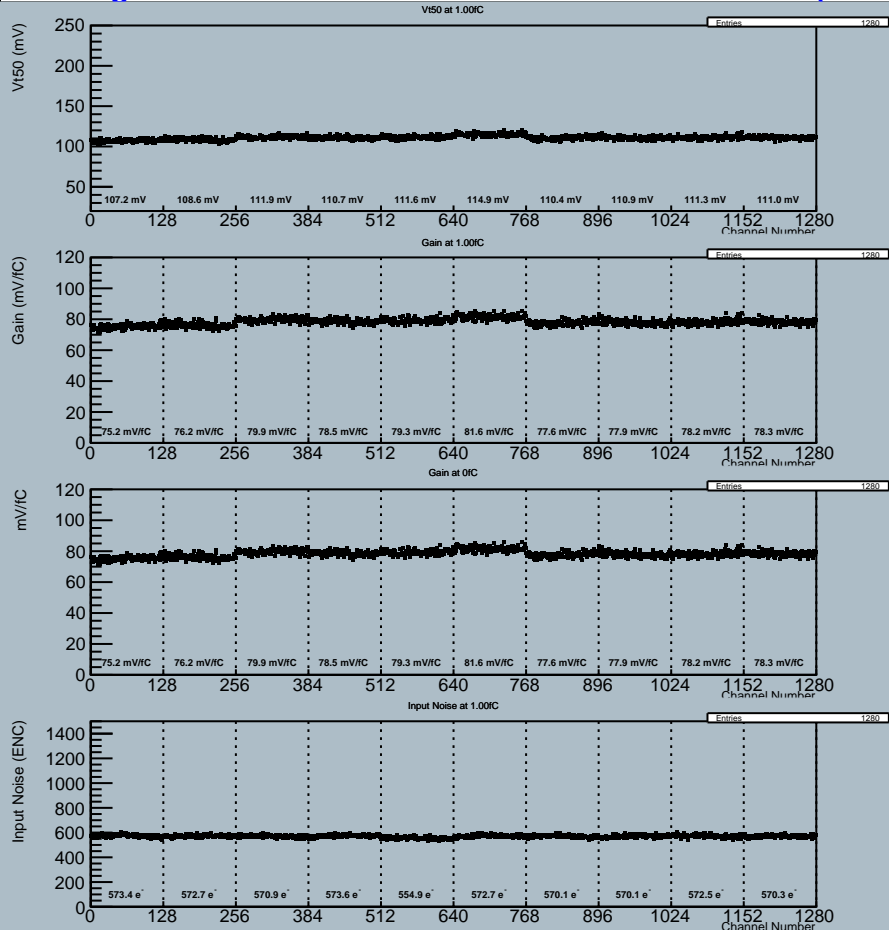 Vt50 at 1.00fC
Entries 1280
Vt50 (mV)
250
200
150
100
50
107.2 mV 108.6 mV 111.9 mV 110.7 mV 111.6 mV 114.9 mV 110.4 mV 110.9 mV 111.3 mV 111.0 mV
0 128 256 384 512 640 768 896 1024 1152 1280
Channel Number
Gain at 1.00fC
Entries 1280
Gain (mV/fC)
120
100
80
60
40
20
0
75.2 mV/fC 76.2 mV/fC 79.9 mV/fC 78.5 mV/fC 79.3 mV/fC 81.6 mV/fC 77.6 mV/fC 77.9 mV/fC 78.2 mV/fC 78.3 mV/fC
0 128 256 384 512 640 768 896 1024 1152 1280
Channel Number
Gain at 0fC
Entries 1280
mV/fC
120
100
80
60
40
20
0
75.2 mV/fC 76.2 mV/fC 79.9 mV/fC 78.5 mV/fC 79.3 mV/fC 81.6 mV/fC 77.6 mV/fC 77.9 mV/fC 78.2 mV/fC 78.3 mV/fC
0 128 256 384 512 640 768 896 1024 1152 1280
Channel Number
Input Noise at 1.00fC
Entries 1280
Input Noise (ENC)
1400
1200
1000
800
600
400
200
0
573.4 e⁻ 572.7 e⁻ 570.9 e⁻ 573.6 e⁻ 554.9 e⁻ 572.7 e⁻ 570.1 e⁻ 570.1 e⁻ 572.5 e⁻ 570.3 e⁻
0 128 256 384 512 640 768 896 1024 1152 1280
Channel Number